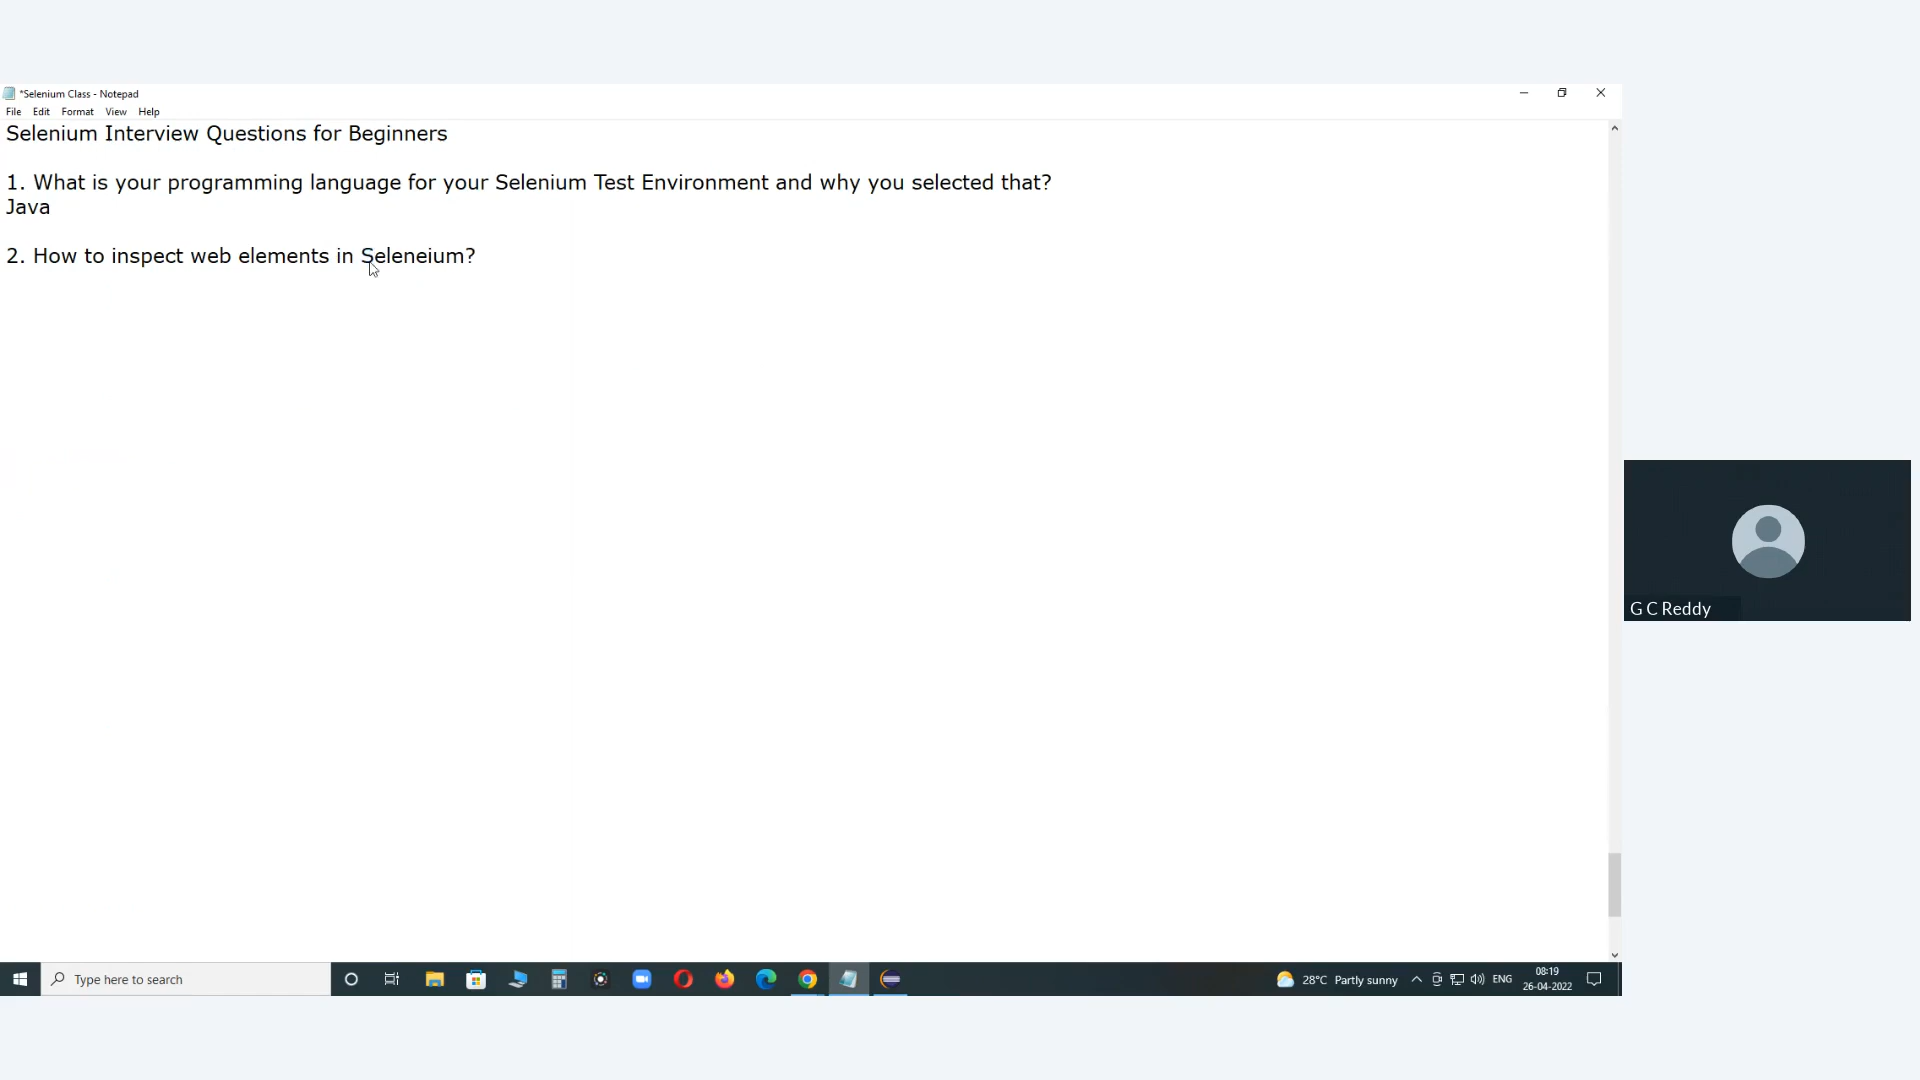 *Selenium Class - Notepad
File Edit Format View Help
Selenium Interview Questions for Beginners
1. What is your programming language for your Selenium Test Environment and why you selected that?
Java
2. How to inspect web elements in Seleneium?
G C Reddy
Type here to search
28°C Partly sunny
ENG
08:19
26-04-2022